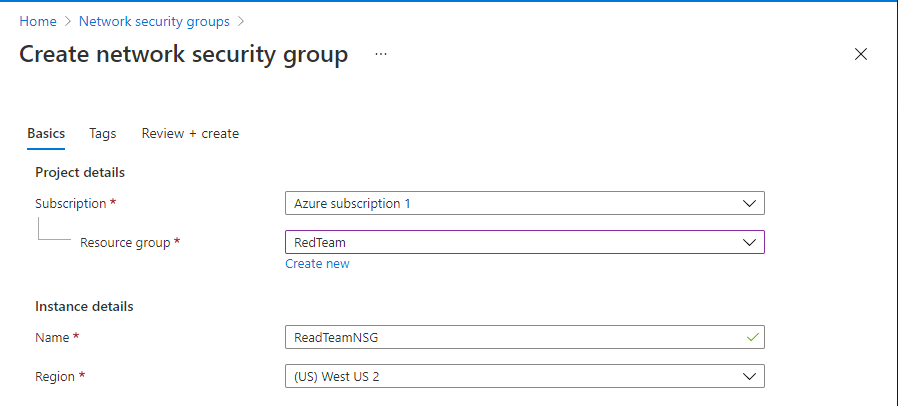 Home > Network security groups >
Create network security group ...
Basics Tags Review + create
Project details
Subscription * Azure subscription 1
Resource group * RedTeam
Create new
Instance details
Name * ReadTeamNSG
Region * (US) West US 2